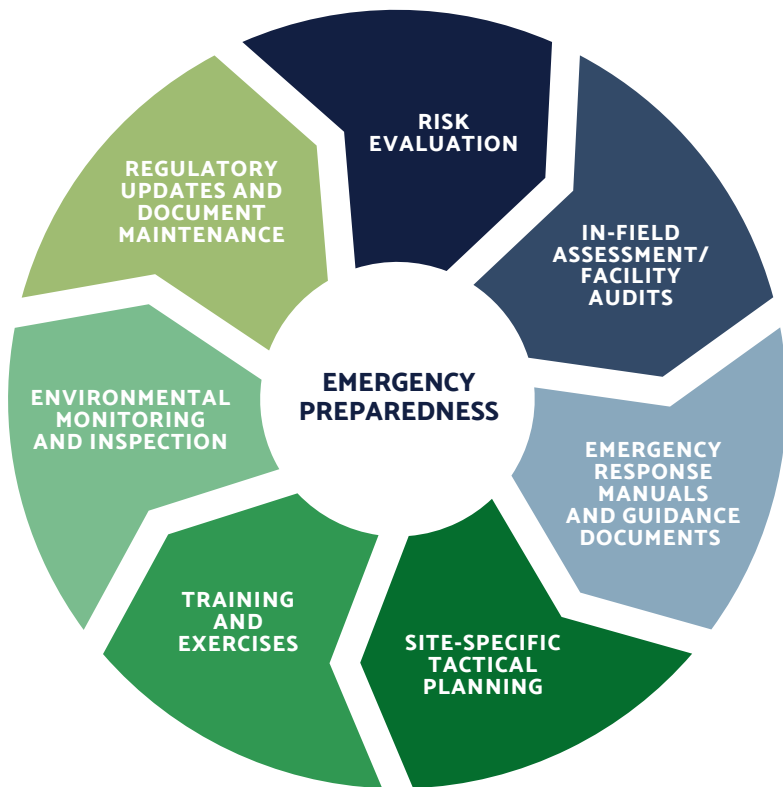 RISK
EVALUATION
IN-FIELD
ASSESSMENT/
FACILITY
AUDITS
EMERGENCY
RESPONSE
MANUALS
AND GUIDANCE
DOCUMENTS
SITE-SPECIFIC
TACTICAL
PLANNING
TRAINING
AND
EXERCISES
ENVIRONMENTAL
MONITORING
AND INSPECTION
REGULATORY
UPDATES AND
DOCUMENT
MAINTENANCE
EMERGENCY
PREPAREDNESS